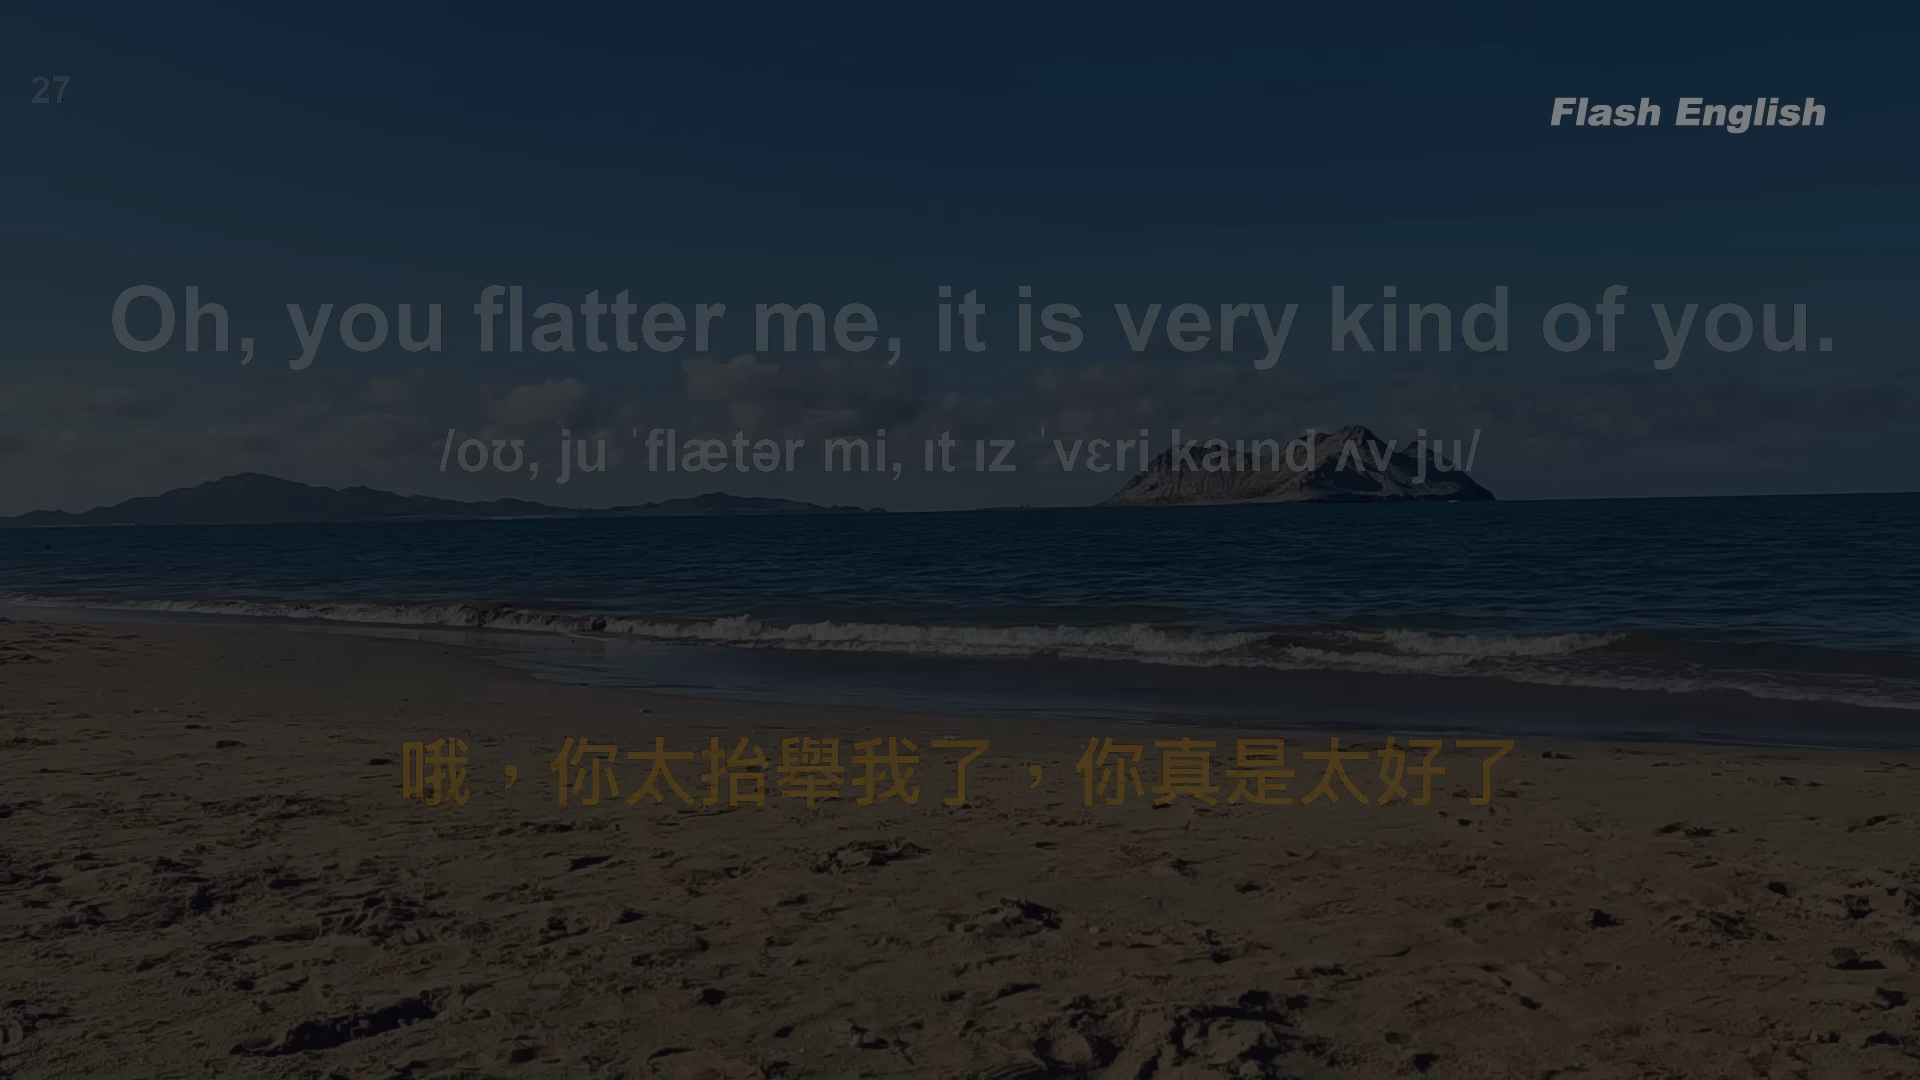 27
Flash English
Oh, you flatter me, it is very kind of you.
/oʊ, ju ˈflætər mi, ɪt ɪz ˈvɛri kaɪnd ʌv ju/
哦，你太抬舉我了，你真是太好了